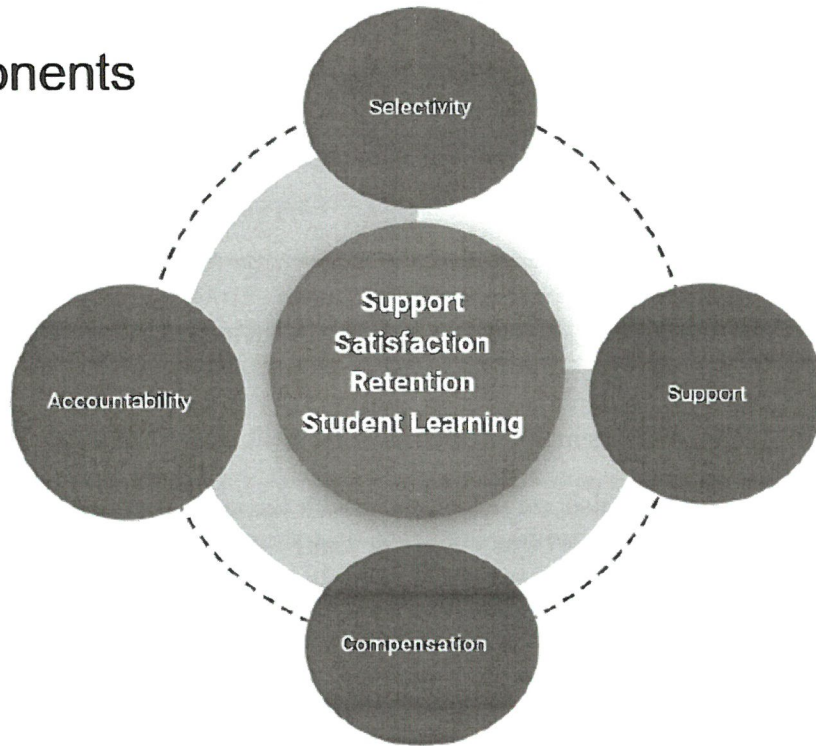 onents
Selectivity
Support
Satisfaction
Retention
Student Learning
Accountability
Support
Compensation